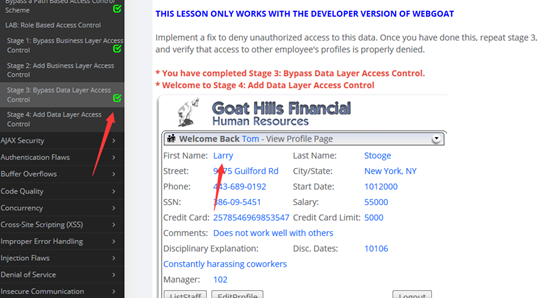 Bypass a Path Based Access Control
Scheme
LAB: Role Based Access Control
Stage 1: Bypass Business Layer Access
Control
Stage 2: Add Business Layer Access
Control
Stage 3: Bypass Data Layer Access
Control
Stage 4: Add Data Layer Access
Control
AJAX Security
Authentication Flaws
Buffer Overflows
Code Quality
Concurrency
Cross-Site Scripting (XSS)
Improper Error Handling
Injection Flaws
Denial of Service
Insecure Communication
THIS LESSON ONLY WORKS WITH THE DEVELOPER VERSION OF WEBGOAT
Implement a fix to deny unauthorized access to this data. Once you have done this, repeat stage 3,
and verify that access to other employee's profiles is properly denied.
* You have completed Stage 3: Bypass Data Layer Access Control.
* Welcome to Stage 4: Add Data Layer Access Control
Goat Hills Financial
Human Resources
Welcome Back Tom - View Profile Page
First Name: Larry Last Name: Stooge
Street: Guilford Rd City/State: New York, NY
Phone: 443-689-0192 Start Date: 1012000
SSN: 386-09-5451 Salary: 55000
Credit Card: 2578546969853547 Credit Card Limit: 5000
Comments: Does not work well with others
Disciplinary Explanation: Disc. Dates: 10106
Constantly harassing coworkers
Manager: 102
ListStaff EditProfile Logout